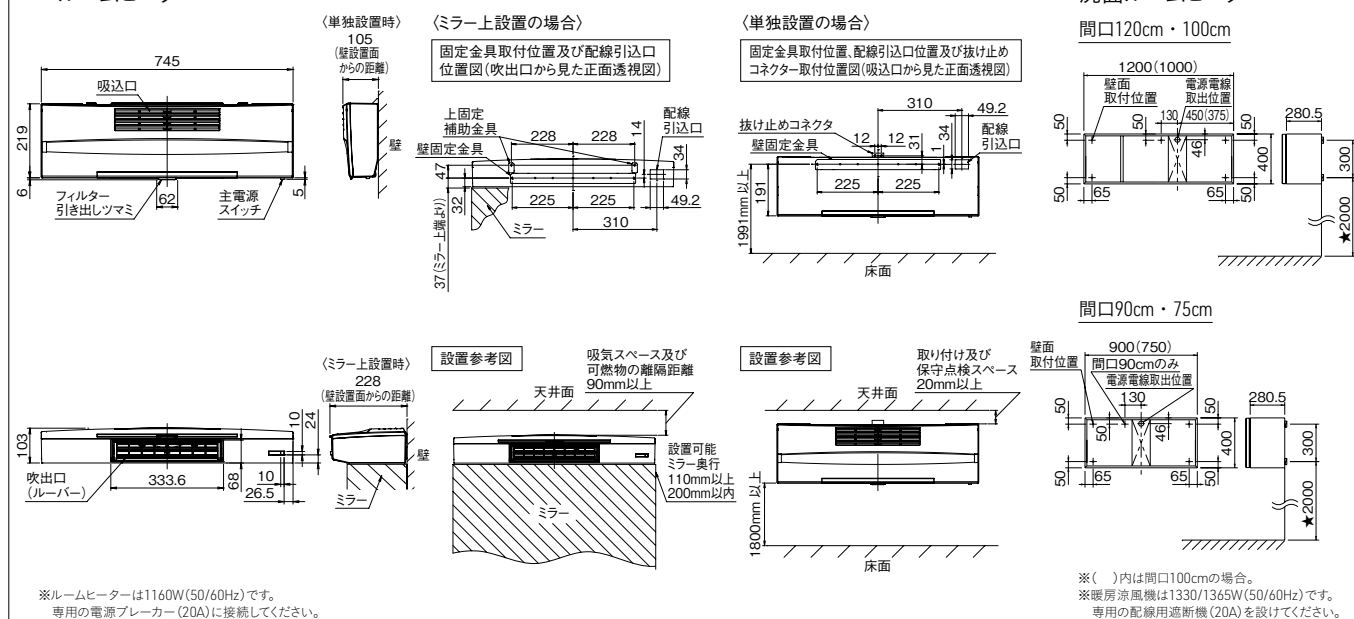 〈単独設置時〉
105
(壁設置面
からの距離)
745
吸込口
219
6
壁
フィルター
引き出しツマミ
62
主電源
スイッチ
5
〈ミラー上設置の場合〉
固定金具取付位置及び配線引込口
位置図(吹出口から見た正面透視図)
上固定
補助金具
壁固定金具
228
228
14
配線
引込口
34
47
32
225
225
49.2
310
ミラー
37(ミラー上端より)
〈単独設置の場合〉
固定金具取付位置、配線引込口位置及び抜け止め
コネクター取付位置図(吸込口から見た正面透視図)
310
49.2
抜け止めコネクタ
壁固定金具
12
12
31
1
34
配線
引込口
225
225
191
1991mm以上
床面
間口120cm・100cm
1200(1000)
壁面
取付位置
電源電線
取出位置
130
450(375)
280.5
50
50
50
46
400
300
50
65
65
50
★2000
〈ミラー上設置時〉
228
(壁設置面からの距離)
103
吹出口
(ルーバー)
333.6
68
10
26.5
10
24
壁
ミラー
設置参考図
吸気スペース及び
可燃物の離隔距離
90mm以上
天井面
設置可能
ミラー奥行
110mm以上
200mm以内
ミラー
設置参考図
取り付け及び
保守点検スペース
20mm以上
天井面
1800mm以上
床面
間口90cm・75cm
壁面
取付位置
900(750)
間口90cmのみ
電源電線取出位置
130
280.5
50
50
50
46
400
300
50
65
65
50
★2000
※ルームヒーターは1160W(50/60Hz)です。
専用の電源ブレーカー(20A)に接続してください。
※(　)内は間口100cmの場合。
※暖房涼風機は1330/1365W(50/60Hz)です。
専用の配線用遮断機(20A)を設けてください。